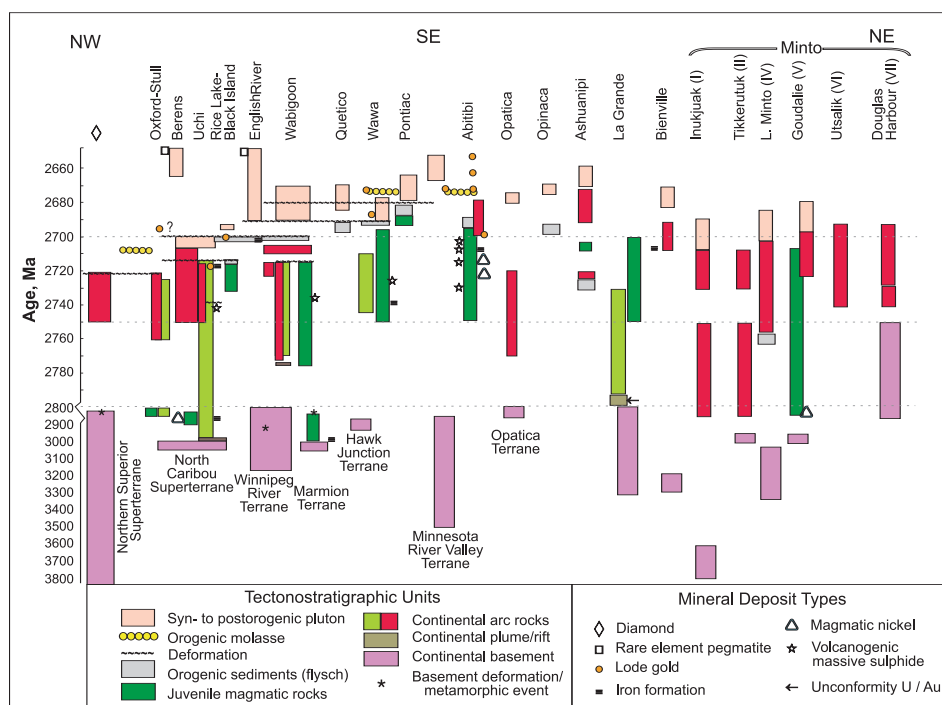 NW
SE
NE
Minto
Oxford-Stull
Berens
Uchi
Rice Lake-
Black Island
EnglishRiver
Wabigoon
Quetico
Wawa
Pontiac
Abitibi
Opatica
Opinaca
Ashuanipi
La Grande
Bienville
Inukjuak (I)
Tikkerutuk (II)
L. Minto (IV)
Goudalie (V)
Utsalik (VI)
Douglas
Harbour (VII)
Age, Ma
2660
2680
2700
2720
2740
2760
2780
2800
2900
3000
3100
3200
3300
3400
3500
3600
3700
3800
?
Northern Superior
Superterrane
North
Caribou
Superterrane
Winnipeg
River
Terrane
Marmion
Terrane
Hawk
Junction
Terrane
Minnesota
River Valley
Terrane
Opatica
Terrane
Tectonostratigraphic Units
Syn- to postorogenic pluton
Orogenic molasse
Deformation
Orogenic sediments (flysch)
Juvenile magmatic rocks
Continental arc rocks
Continental plume/rift
Continental basement
Basement deformation/
metamorphic event
Mineral Deposit Types
Diamond
Rare element pegmatite
Lode gold
Iron formation
Magmatic nickel
Volcanogenic
massive sulphide
Unconformity U / Au